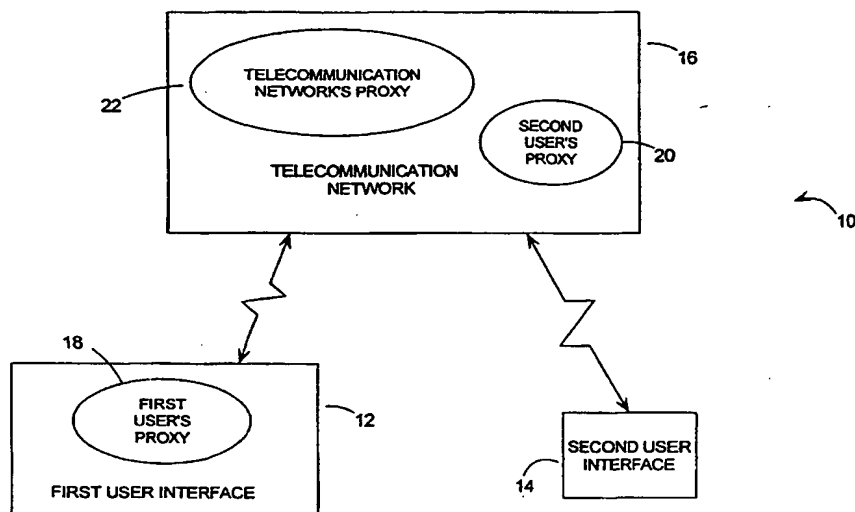 16
TELECOMMUNICATION
NETWORK'S PROXY
22
SECOND
USER'S
PROXY
20
TELECOMMUNICATION
NETWORK
10
18
FIRST
USER'S
PROXY
12
FIRST USER INTERFACE
SECOND USER
INTERFACE
14